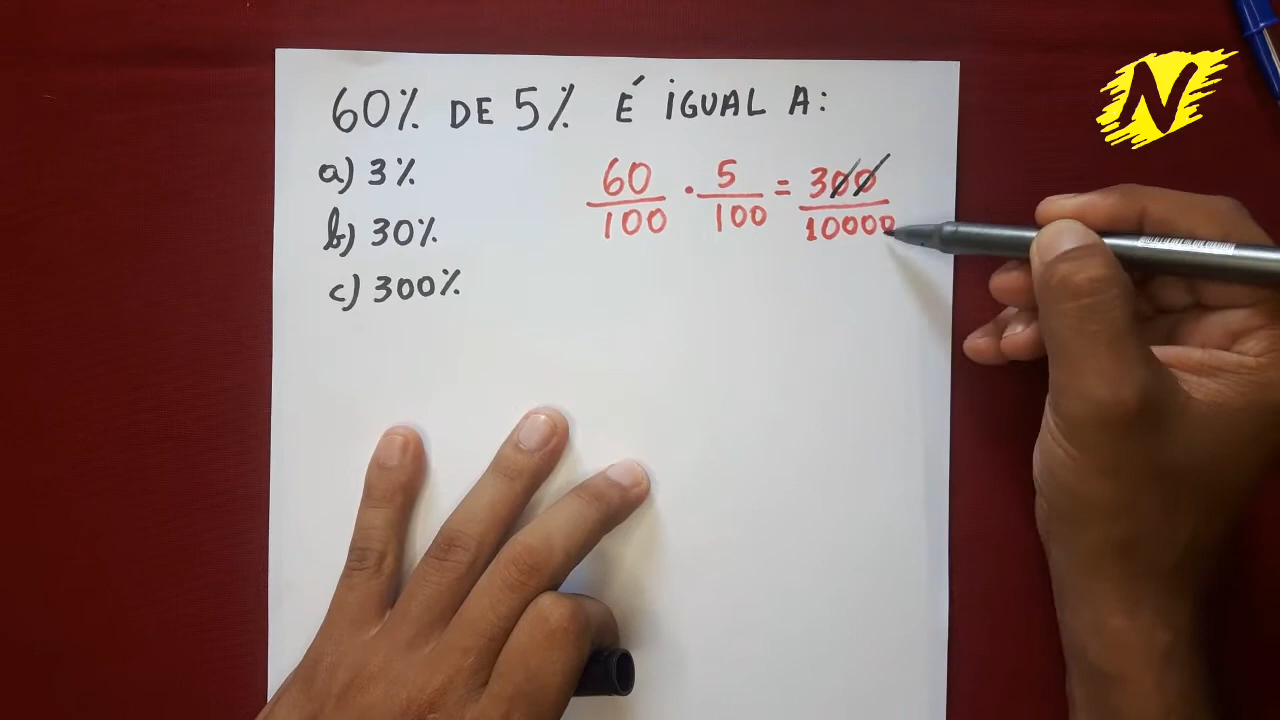 60% DE 5% É IGUAL A:
a) 3%
b) 30%
c) 300%
60/100 · 5/100 = 300/10000
N